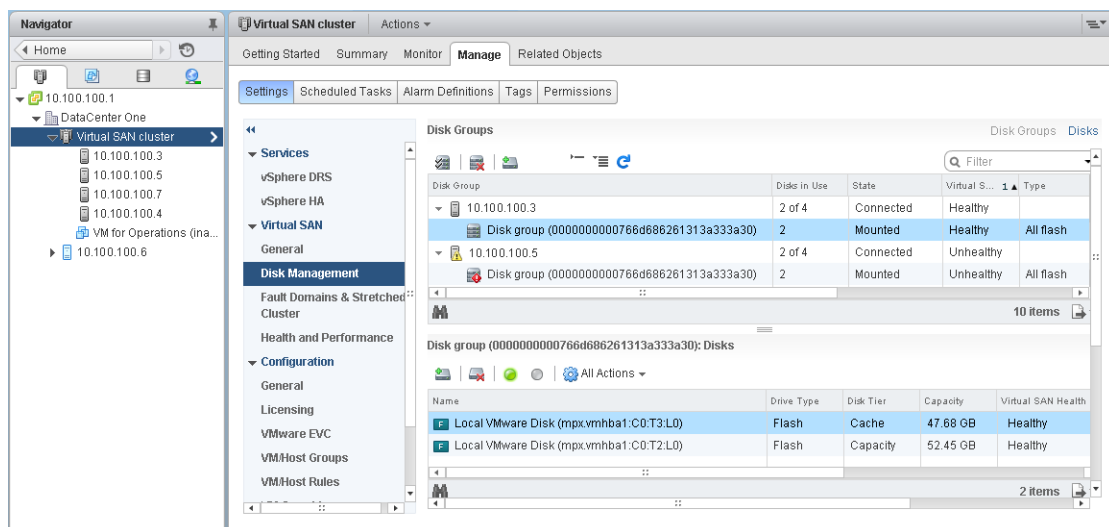 Navigator
Home
10.100.100.1
DataCenter One
Virtual SAN cluster
10.100.100.3
10.100.100.5
10.100.100.7
10.100.100.4
VM for Operations (ina...
10.100.100.6
Virtual SAN cluster Actions
Getting Started Summary Monitor Manage Related Objects
Settings Scheduled Tasks Alarm Definitions Tags Permissions
Services
vSphere DRS
vSphere HA
Virtual SAN
General
Disk Management
Fault Domains & Stretched
Cluster
Health and Performance
Configuration
General
Licensing
VMware EVC
VM/Host Groups
VM/Host Rules
Disk Groups Disk Groups Disks
Filter
Disk Group Disks in Use State Virtual S... 1 Type
10.100.100.3 2 of 4 Connected Healthy
Disk group (0000000000766d686261313a333a30) 2 Mounted Healthy All flash
10.100.100.5 2 of 4 Connected Unhealthy
Disk group (0000000000766d686261313a333a30) 2 Mounted Unhealthy All flash
10 items
Disk group (0000000000766d686261313a333a30): Disks
All Actions
Name Drive Type Disk Tier Capacity Virtual SAN Health
F Local VMware Disk (mpx.vmhba1:C0:T3:L0) Flash Cache 47.68 GB Healthy
F Local VMware Disk (mpx.vmhba1:C0:T2:L0) Flash Capacity 52.45 GB Healthy
2 items